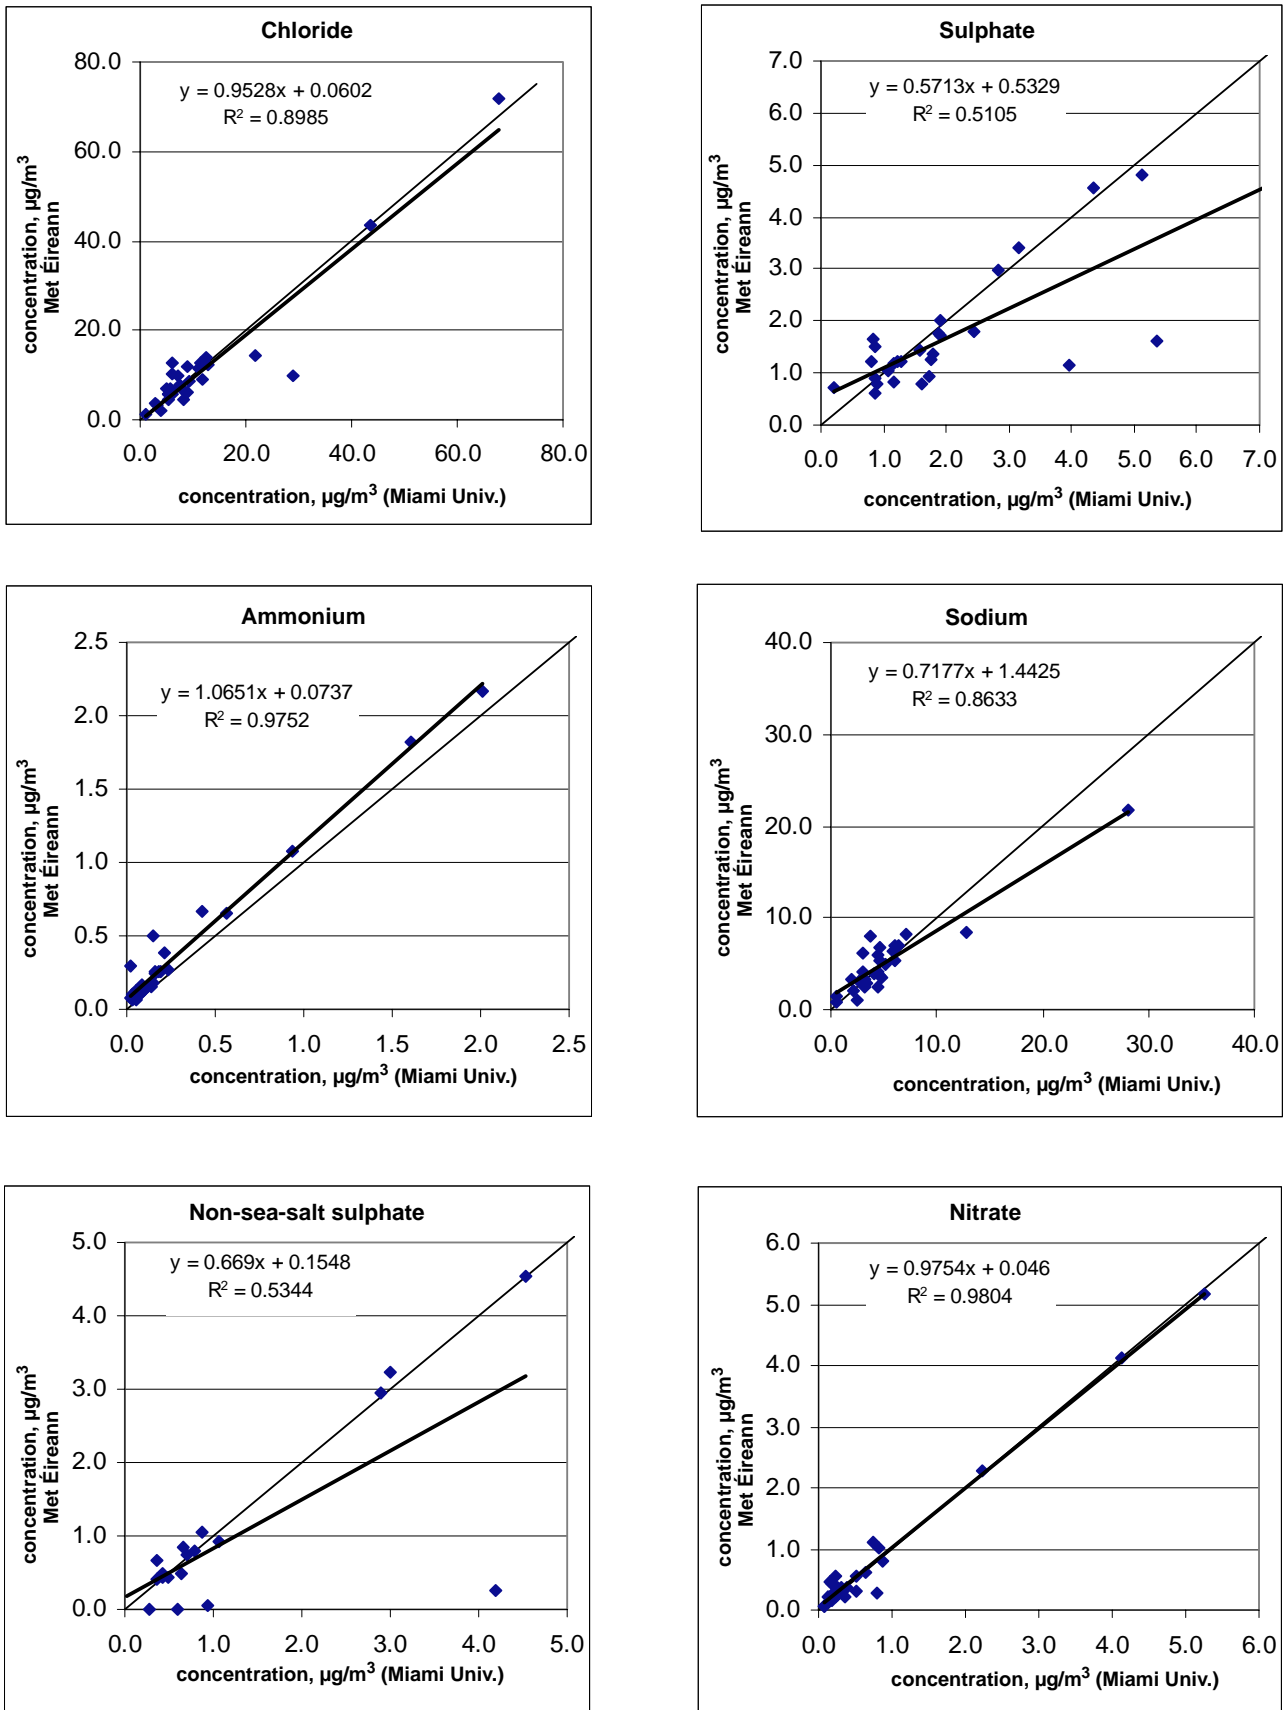 Chloride
y = 0.9528x + 0.0602
R² = 0.8985
80.0
60.0
40.0
20.0
0.0
0.0 20.0 40.0 60.0 80.0
concentration, µg/m³
Met Éireann
concentration, µg/m³ (Miami Univ.)
Sulphate
y = 0.5713x + 0.5329
R² = 0.5105
7.0
6.0
5.0
4.0
3.0
2.0
1.0
0.0
0.0 1.0 2.0 3.0 4.0 5.0 6.0 7.0
concentration, µg/m³
Met Éireann
concentration, µg/m³ (Miami Univ.)
Ammonium
y = 1.0651x + 0.0737
R² = 0.9752
2.5
2.0
1.5
1.0
0.5
0.0
0.0 0.5 1.0 1.5 2.0 2.5
concentration, µg/m³
Met Éireann
concentration, µg/m³ (Miami Univ.)
Sodium
y = 0.7177x + 1.4425
R² = 0.8633
40.0
30.0
20.0
10.0
0.0
0.0 10.0 20.0 30.0 40.0
concentration, µg/m³
Met Éireann
concentration, µg/m³ (Miami Univ.)
Non-sea-salt sulphate
y = 0.669x + 0.1548
R² = 0.5344
5.0
4.0
3.0
2.0
1.0
0.0
0.0 1.0 2.0 3.0 4.0 5.0
concentration, µg/m³
Met Éireann
concentration, µg/m³ (Miami Univ.)
Nitrate
y = 0.9754x + 0.046
R² = 0.9804
6.0
5.0
4.0
3.0
2.0
1.0
0.0
0.0 1.0 2.0 3.0 4.0 5.0 6.0
concentration, µg/m³
Met Éireann
concentration, µg/m³ (Miami Univ.)